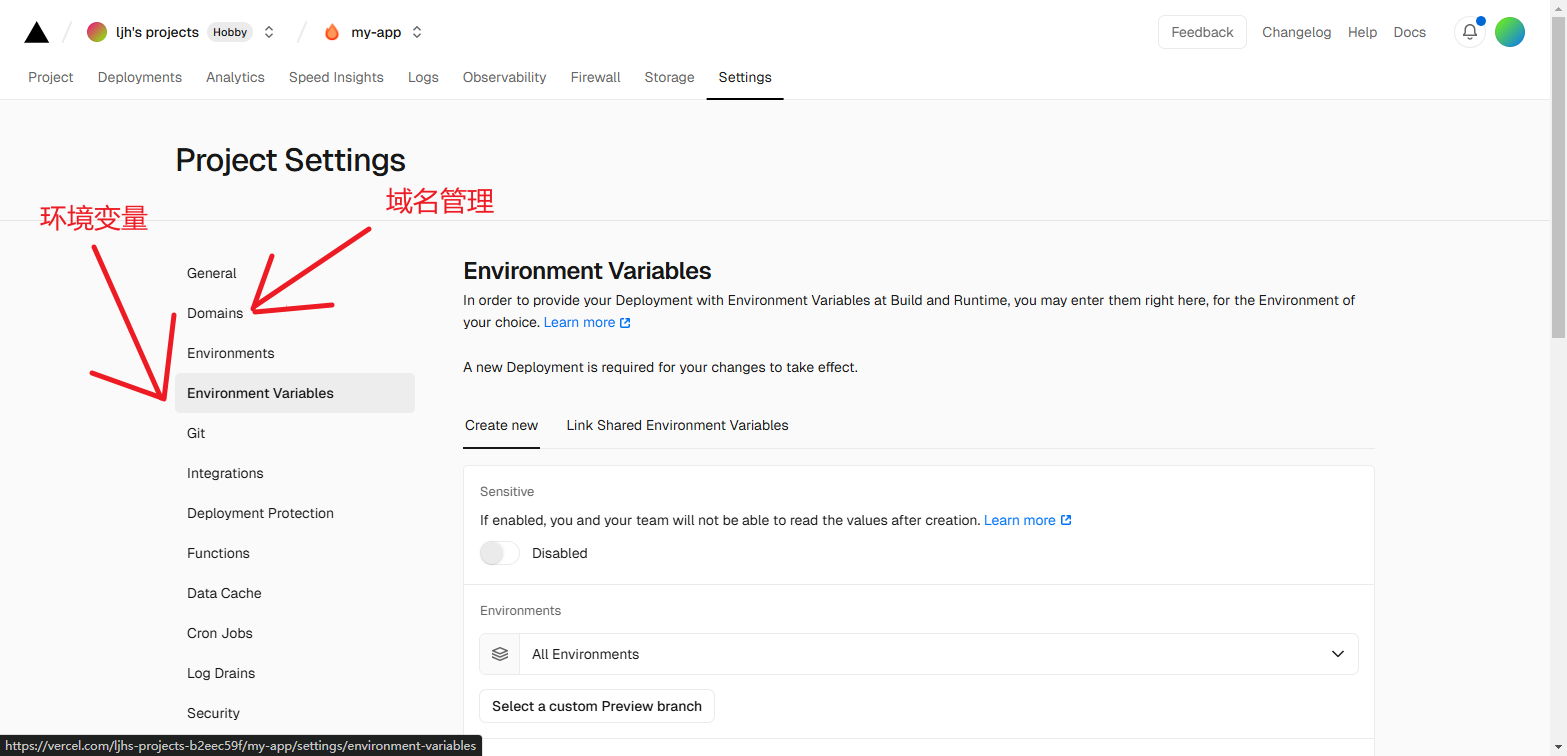 ljh's projects Hobby my-app Feedback Changelog Help Docs
Project Deployments Analytics Speed Insights Logs Observability Firewall Storage Settings
Project Settings
域名管理
环境变量
General
Domains
Environments
Environment Variables
Git
Integrations
Deployment Protection
Functions
Data Cache
Cron Jobs
Log Drains
Security
Environment Variables
In order to provide your Deployment with Environment Variables at Build and Runtime, you may enter them right here, for the Environment of
your choice. Learn more
A new Deployment is required for your changes to take effect.
Create new Link Shared Environment Variables
Sensitive
If enabled, you and your team will not be able to read the values after creation. Learn more
Disabled
Environments
All Environments
Select a custom Preview branch
https://vercel.com/ljhs-projects-b2eec59f/my-app/settings/environment-variables